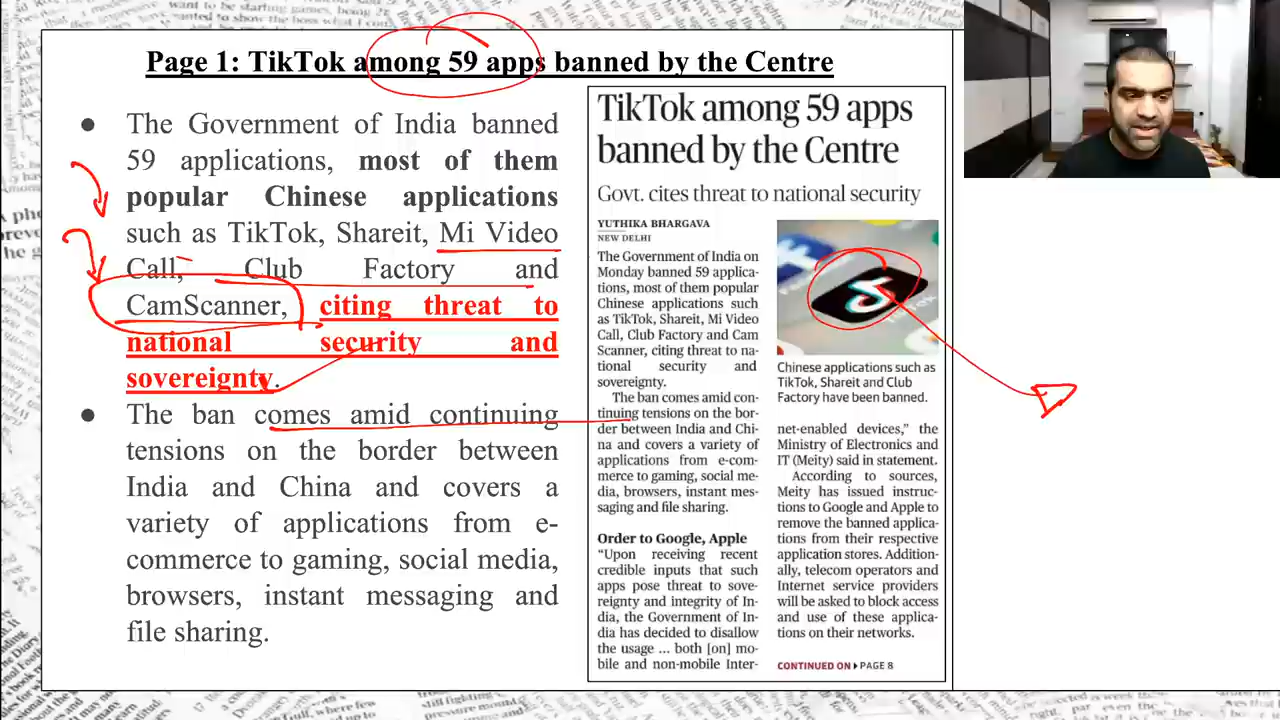 Page 1: TikTok among 59 apps banned by the Centre
● The Government of India banned
59 applications, most of them
popular Chinese applications
such as TikTok, Shareit, Mi Video
Call, Club Factory and
CamScanner, citing threat to
national security and
sovereignty.
● The ban comes amid continuing
tensions on the border between
India and China and covers a
variety of applications from e-
commerce to gaming, social media,
browsers, instant messaging and
file sharing.
TikTok among 59 apps
banned by the Centre
Govt. cites threat to national security
YUTHIKA BHARGAVA
NEW DELHI
The Government of India on
Monday banned 59 applica-
tions, most of them popular
Chinese applications such
as TikTok, Shareit, Mi Video
Call, Club Factory and Cam
Scanner, citing threat to na-
tional security and
sovereignty.
The ban comes amid con-
tinuing tensions on the bor-
der between India and Chi-
na and covers a variety of
applications from e-com-
merce to gaming, social me-
dia, browsers, instant mes-
saging and file sharing.
Order to Google, Apple
“Upon receiving recent
credible inputs that such
apps pose threat to sove-
reignty and integrity of In-
dia, the Government of In-
dia has decided to disallow
the usage ... both [on] mo-
bile and non-mobile Inter-
TikTok
Chinese applications such as
TikTok, Shareit and Club
Factory have been banned.
net-enabled devices,” the
Ministry of Electronics and
IT (Meity) said in statement.
According to sources,
Meity has issued instruc-
tions to Google and Apple to
remove the banned applica-
tions from their respective
application stores. Addition-
ally, telecom operators and
Internet service providers
will be asked to block access
and use of these applica-
tions on their networks.
CONTINUED ON ▸ PAGE 8